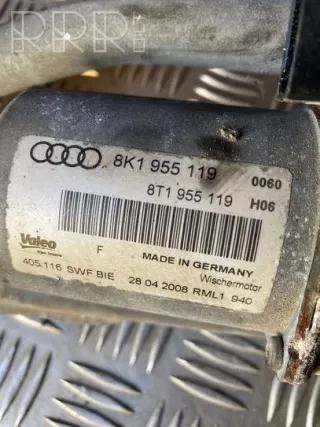 RRR.LT
8K1 955 119 0060
8T1 955 119 H06
Valeo
F MADE IN GERMANY
Wischermotor
405.116 SWF BIE 28 04 2008 RML1 940